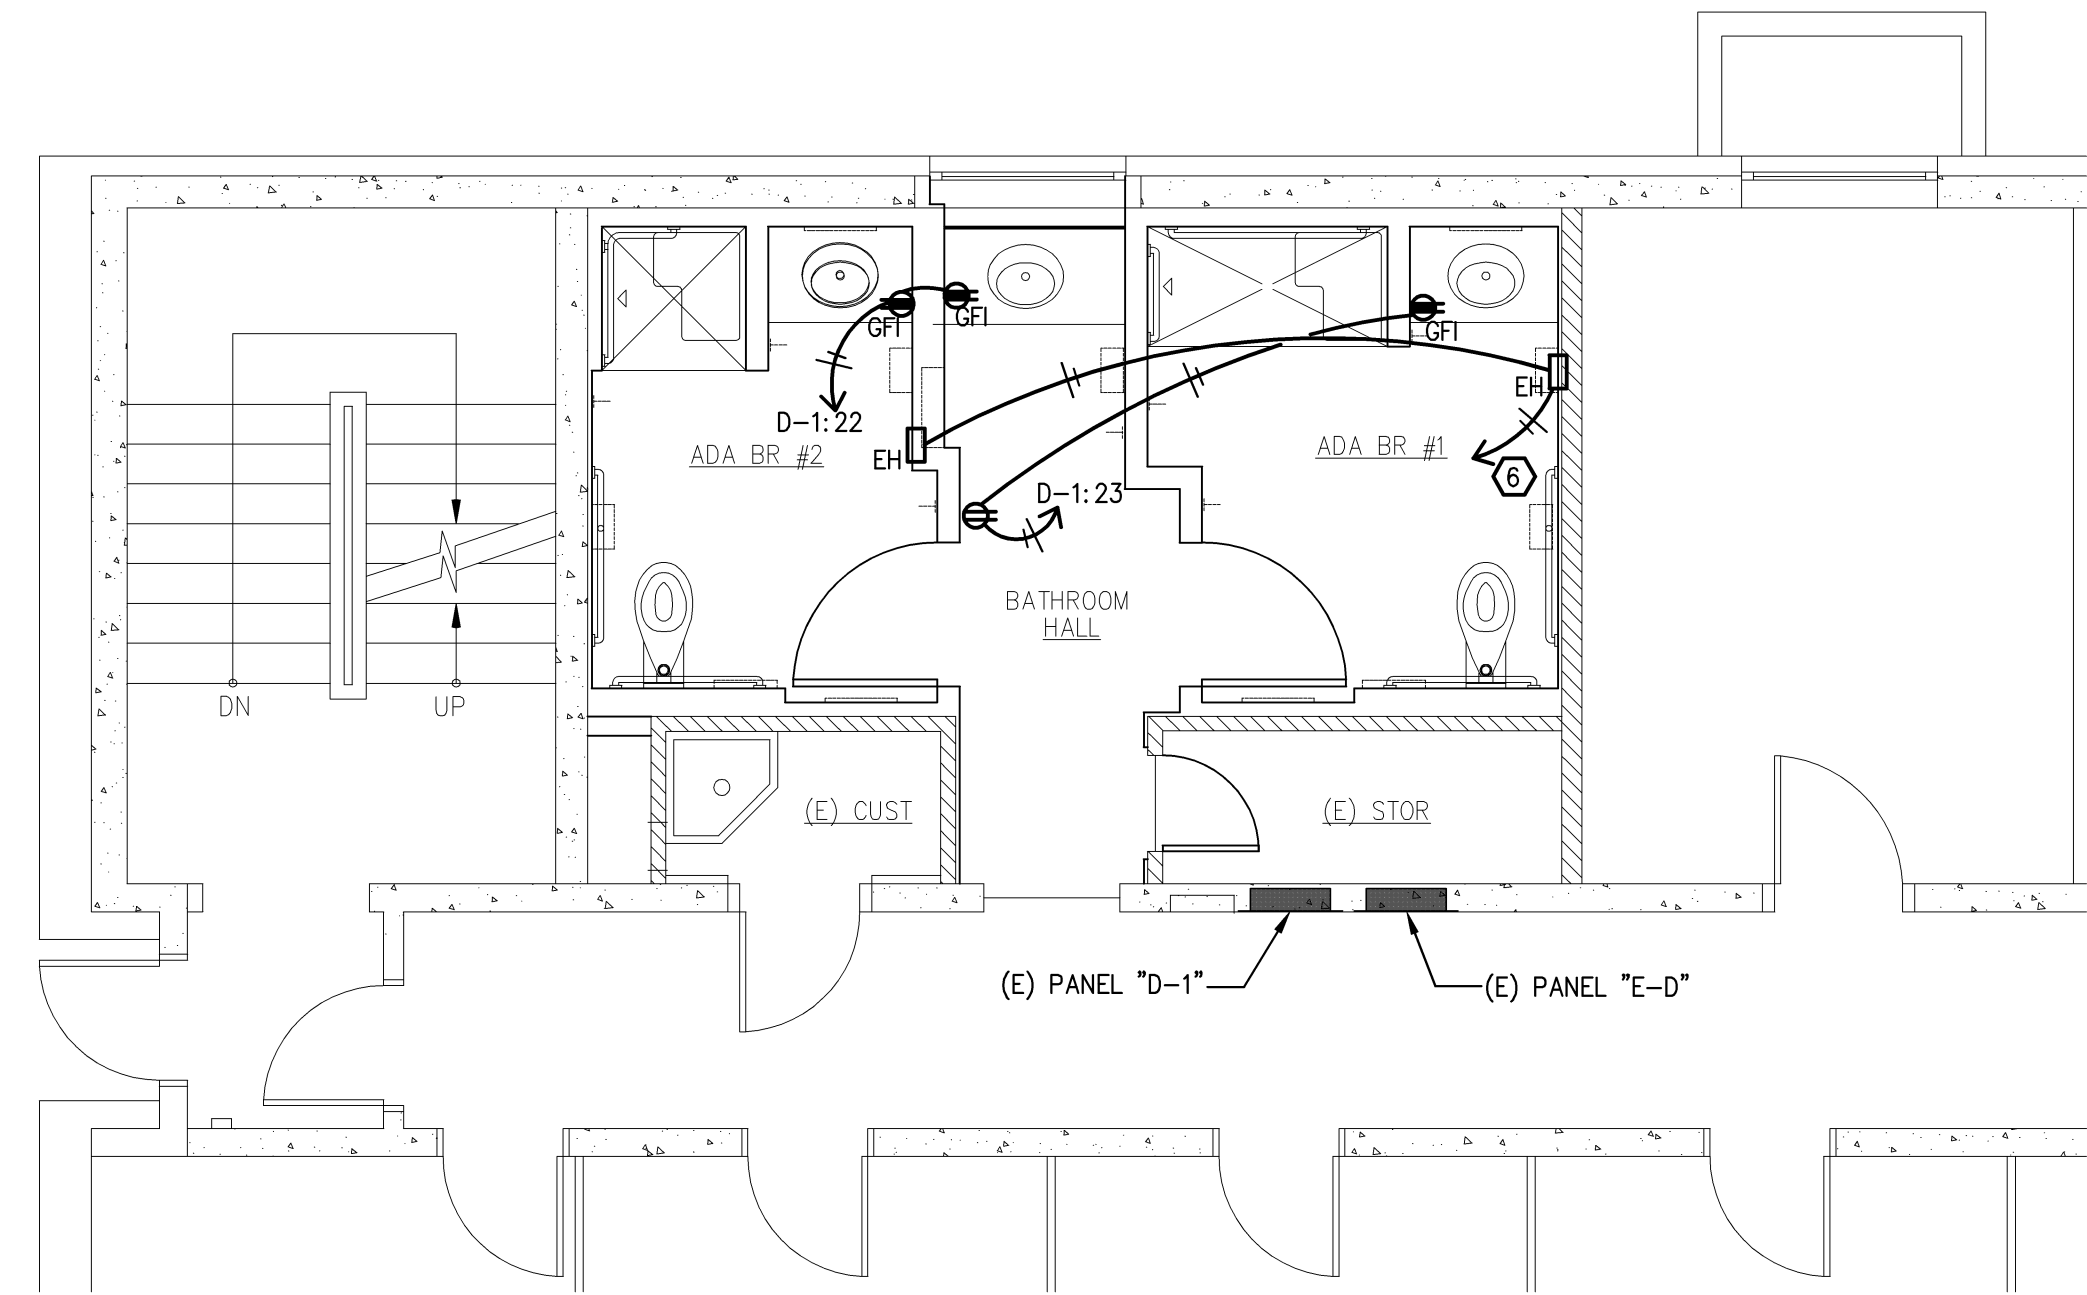 GFI
GFI
GFI
D-1:22
EH
ADA BR #2
EH
ADA BR #1
6
D-1:23
BATHROOM
HALL
DN
UP
(E) CUST
(E) STOR
(E) PANEL "D-1"
(E) PANEL "E-D"